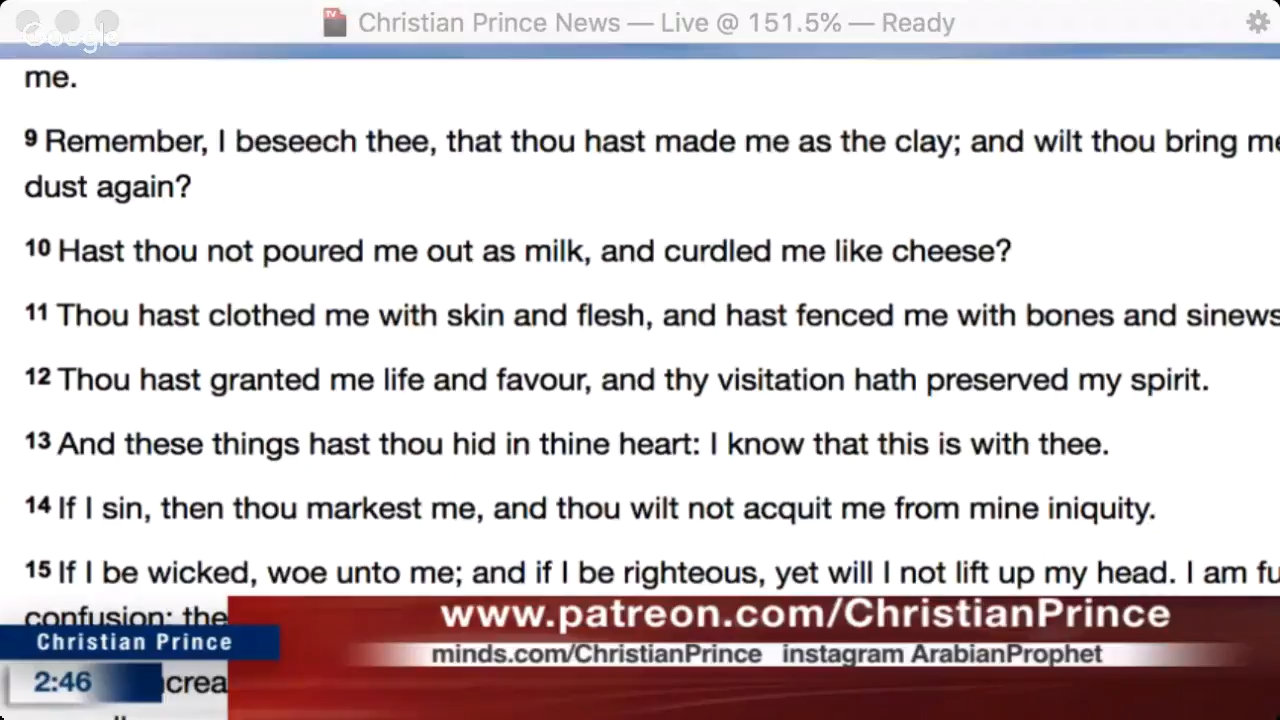 Christian Prince News — Live @ 151.5% — Ready
Google
me.
9 Remember, I beseech thee, that thou hast made me as the clay; and wilt thou bring me
dust again?
10 Hast thou not poured me out as milk, and curdled me like cheese?
11 Thou hast clothed me with skin and flesh, and hast fenced me with bones and sinews
12 Thou hast granted me life and favour, and thy visitation hath preserved my spirit.
13 And these things hast thou hid in thine heart: I know that this is with thee.
14 If I sin, then thou markest me, and thou wilt not acquit me from mine iniquity.
15 If I be wicked, woe unto me; and if I be righteous, yet will I not lift up my head. I am fu
confusion: the
www.patreon.com/ChristianPrince
Christian Prince
minds.com/ChristianPrince instagram ArabianProphet
2:46
crea